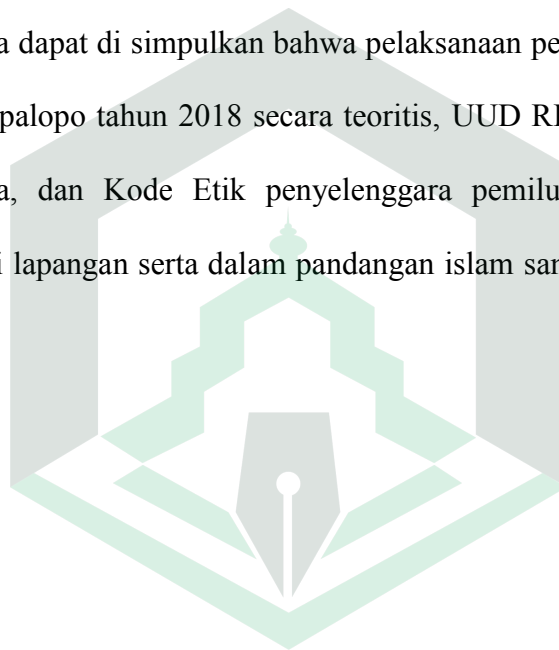 a dapat di simpulkan bahwa pelaksanaan pe
palopo tahun 2018 secara teoritis, UUD RI
a, dan Kode Etik penyelenggara pemilu
i lapangan serta dalam pandangan islam san